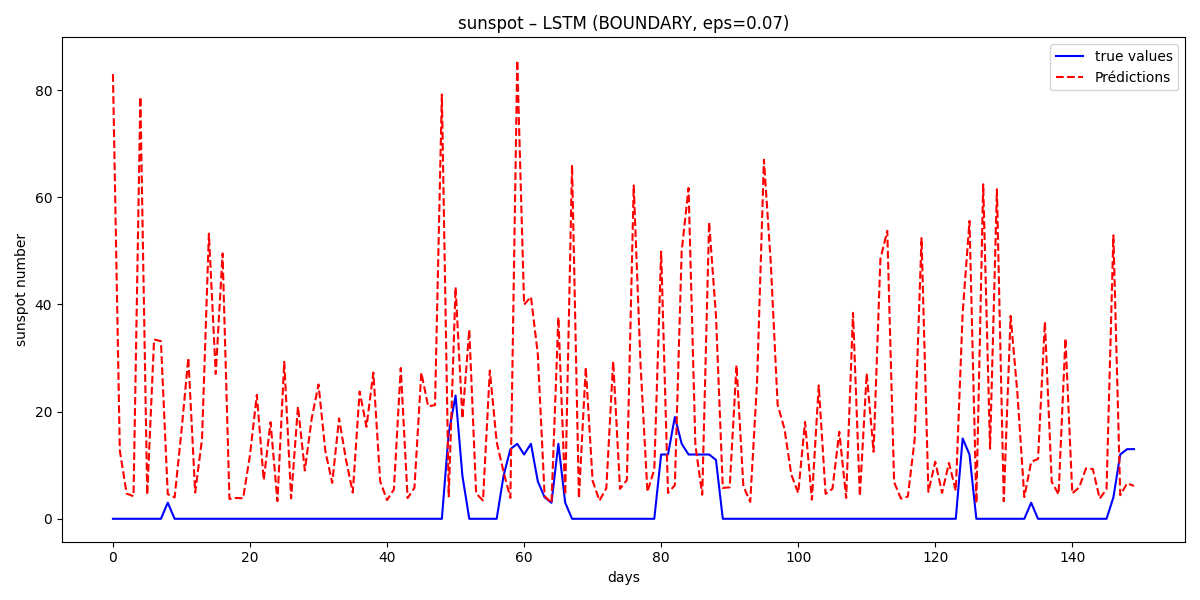 sunspot – LSTM (BOUNDARY, eps=0.07)
true values
Prédictions
sunspot number
80
60
40
20
0
0 20 40 60 80 100 120 140
days